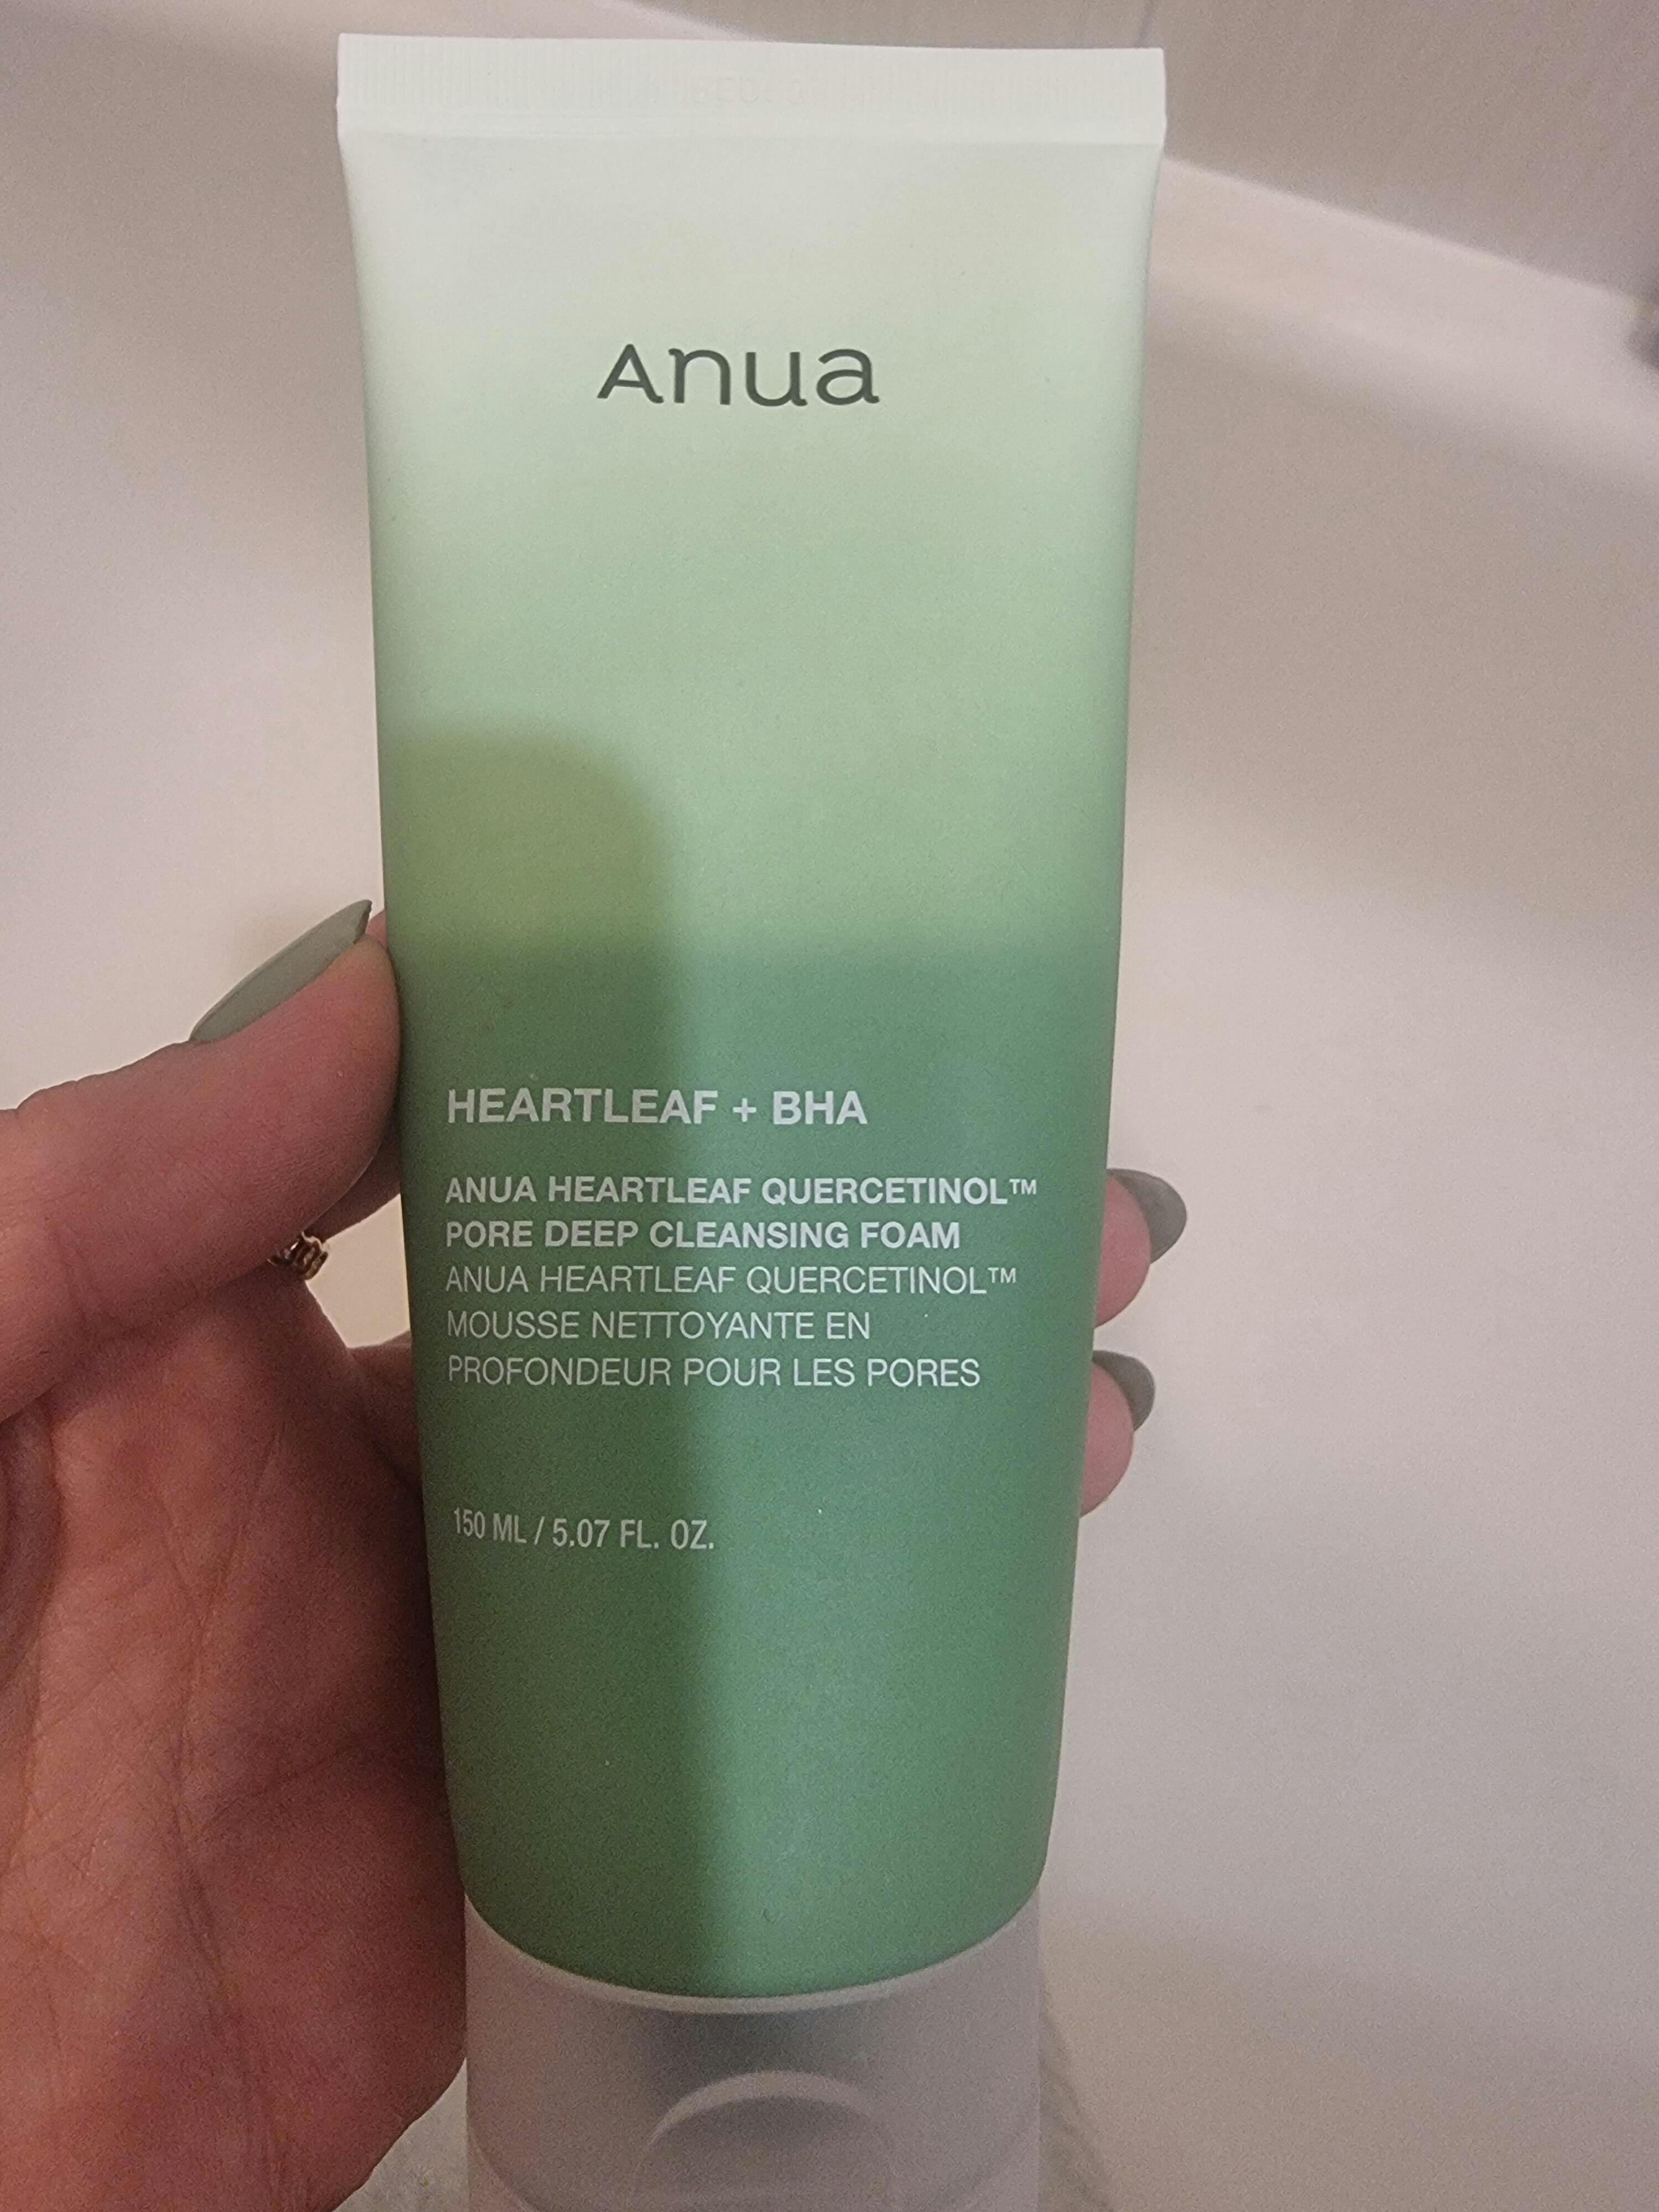 Anua
HEARTLEAF + BHA
ANUA HEARTLEAF QUERCETINOL™
PORE DEEP CLEANSING FOAM
ANUA HEARTLEAF QUERCETINOL™
MOUSSE NETTOYANTE EN
PROFONDEUR POUR LES PORES
150 ML / 5.07 FL. OZ.